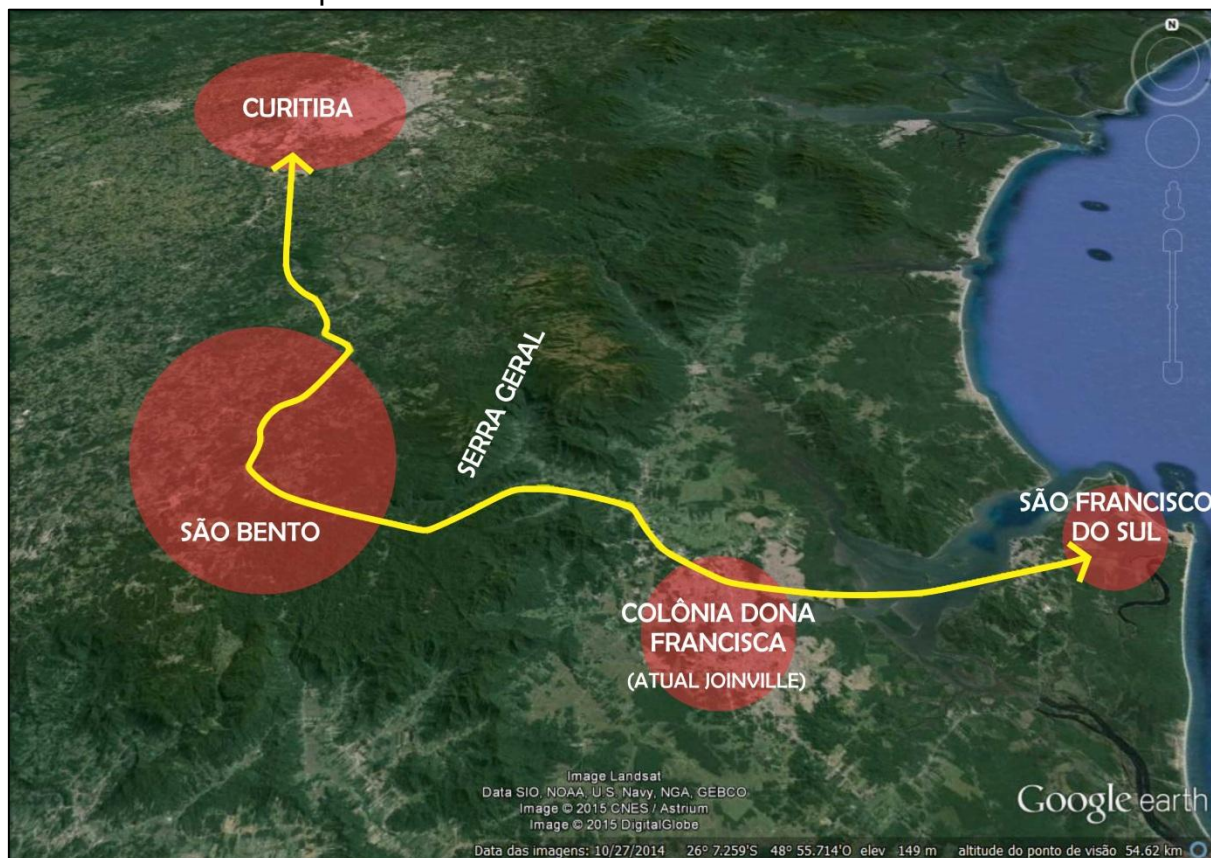 N
CURITIBA
SERRA GERAL
SÃO BENTO
SÃO FRANCISCO
DO SUL
COLÔNIA DONA
FRANCISCA
(ATUAL JOINVILLE)
Image Landsat
Data SIO, NOAA, U.S. Navy, NGA, GEBCO
Image © 2015 CNES / Astrium
Image © 2015 DigitalGlobe
Google earth
Data das imagens: 10/27/2014 26° 7.259'S 48° 55.714'O elev 149 m altitude do ponto de visão 54.62 km